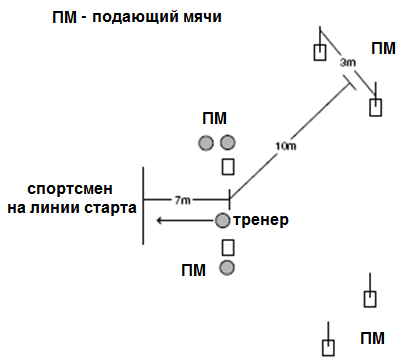 ПМ - подающий мячи
ПМ
3m
ПМ
10m
спортсмен
на линии старта
7m
тренер
ПМ
ПМ